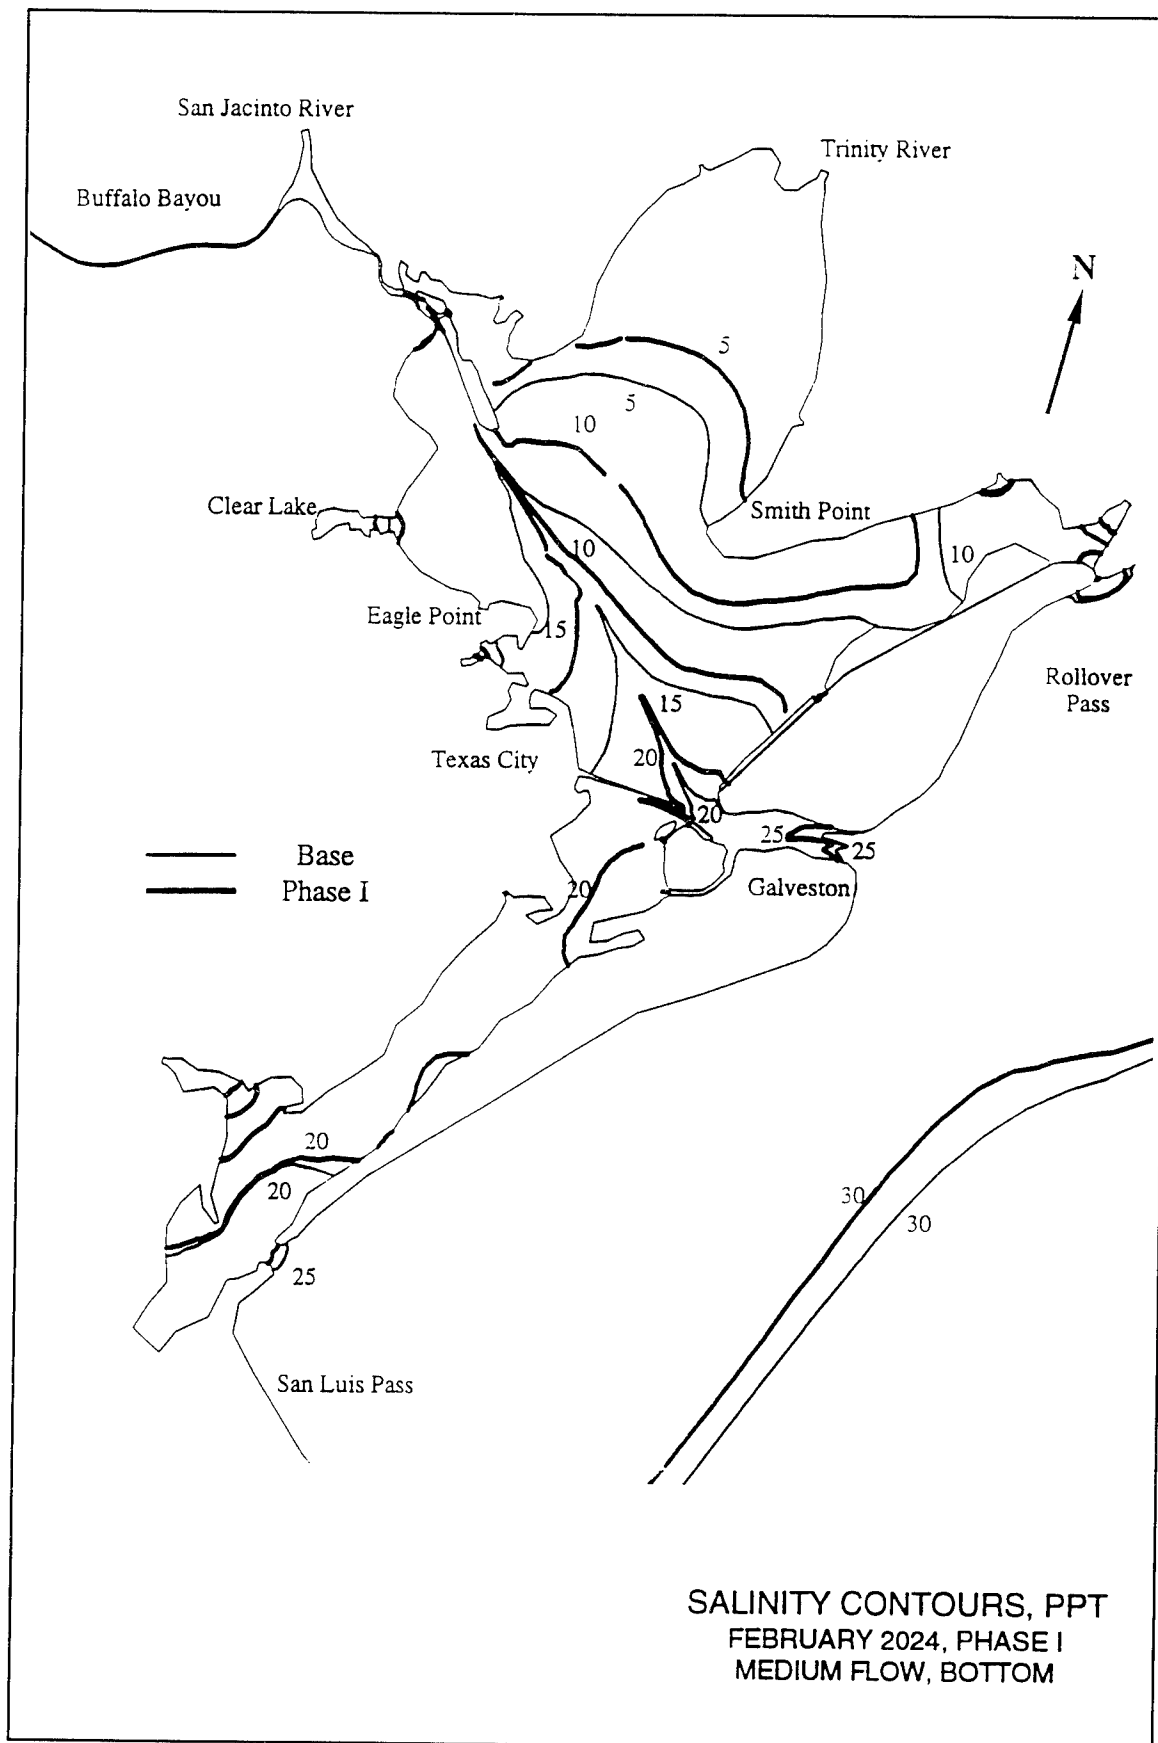 San Jacinto River
Trinity River
Buffalo Bayou
N
5
5
10
Clear Lake
Smith Point
10
10
Eagle Point
15
Rollover
Pass
15
Texas City
20
20
25
25
Base
Phase I
20
Galveston
20
20
30
30
25
San Luis Pass
SALINITY CONTOURS, PPT
FEBRUARY 2024, PHASE I
MEDIUM FLOW, BOTTOM